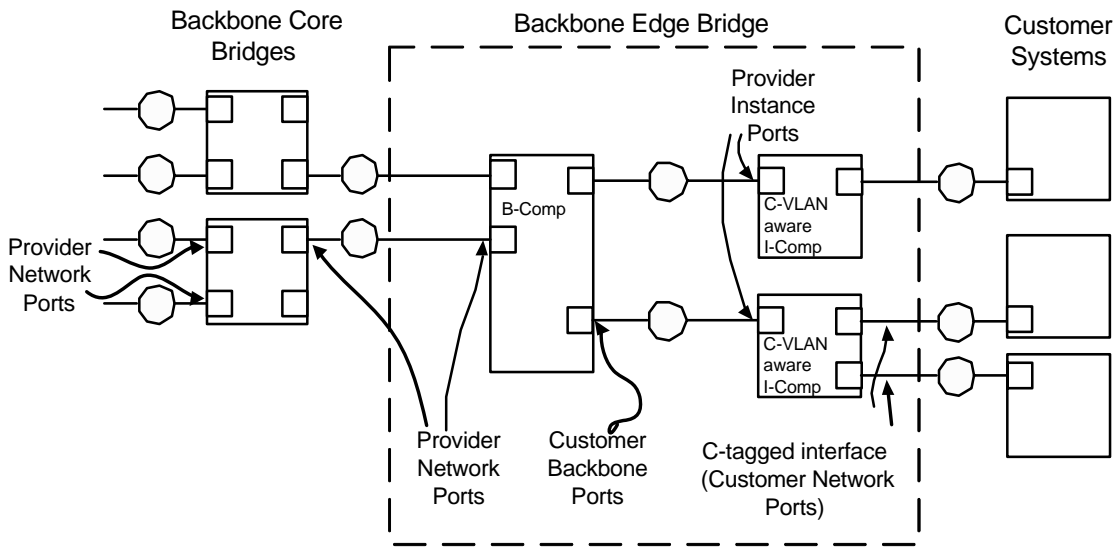 Backbone Core
Bridges
Backbone Edge Bridge
Customer
Systems
Provider
Instance
Ports
B-Comp
C-VLAN
aware
I-Comp
Provider
Network
Ports
C-VLAN
aware
I-Comp
Provider
Network
Ports
Customer
Backbone
Ports
C-tagged interface
(Customer Network
Ports)